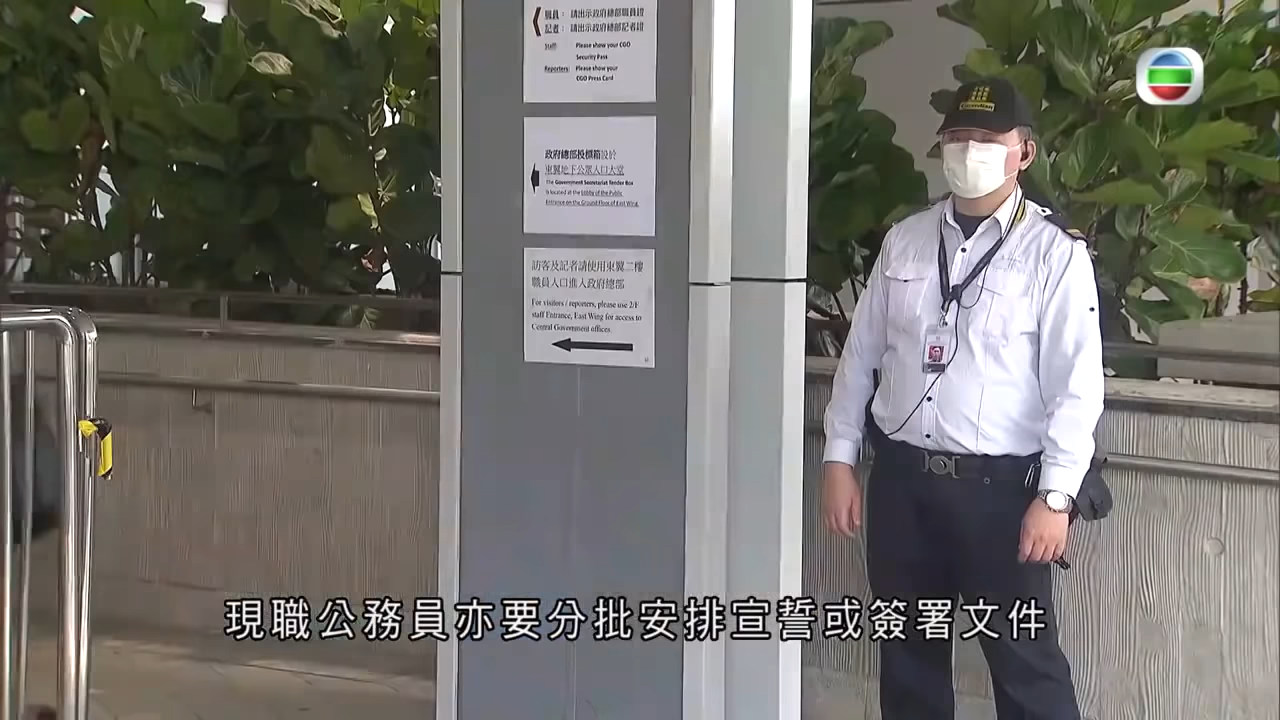 職員： 請出示政府總部職員證
記者： 請出示政府總部記者證
Staff: Please show your CGO
Security Pass
Reporters: Please show your
CGO Press Card
政府總部投標箱設於
東翼地下公眾入口大堂
The Government Secretariat Tender Box
is located at the Lobby of the Public
Entrance on the Ground Floor of East Wing.
訪客及記者請使用東翼二樓
職員入口進入政府總部
For visitors / reporters, please use 2/F
staff Entrance, East Wing for access to
Central Government offices.
現職公務員亦要分批安排宣誓或簽署文件